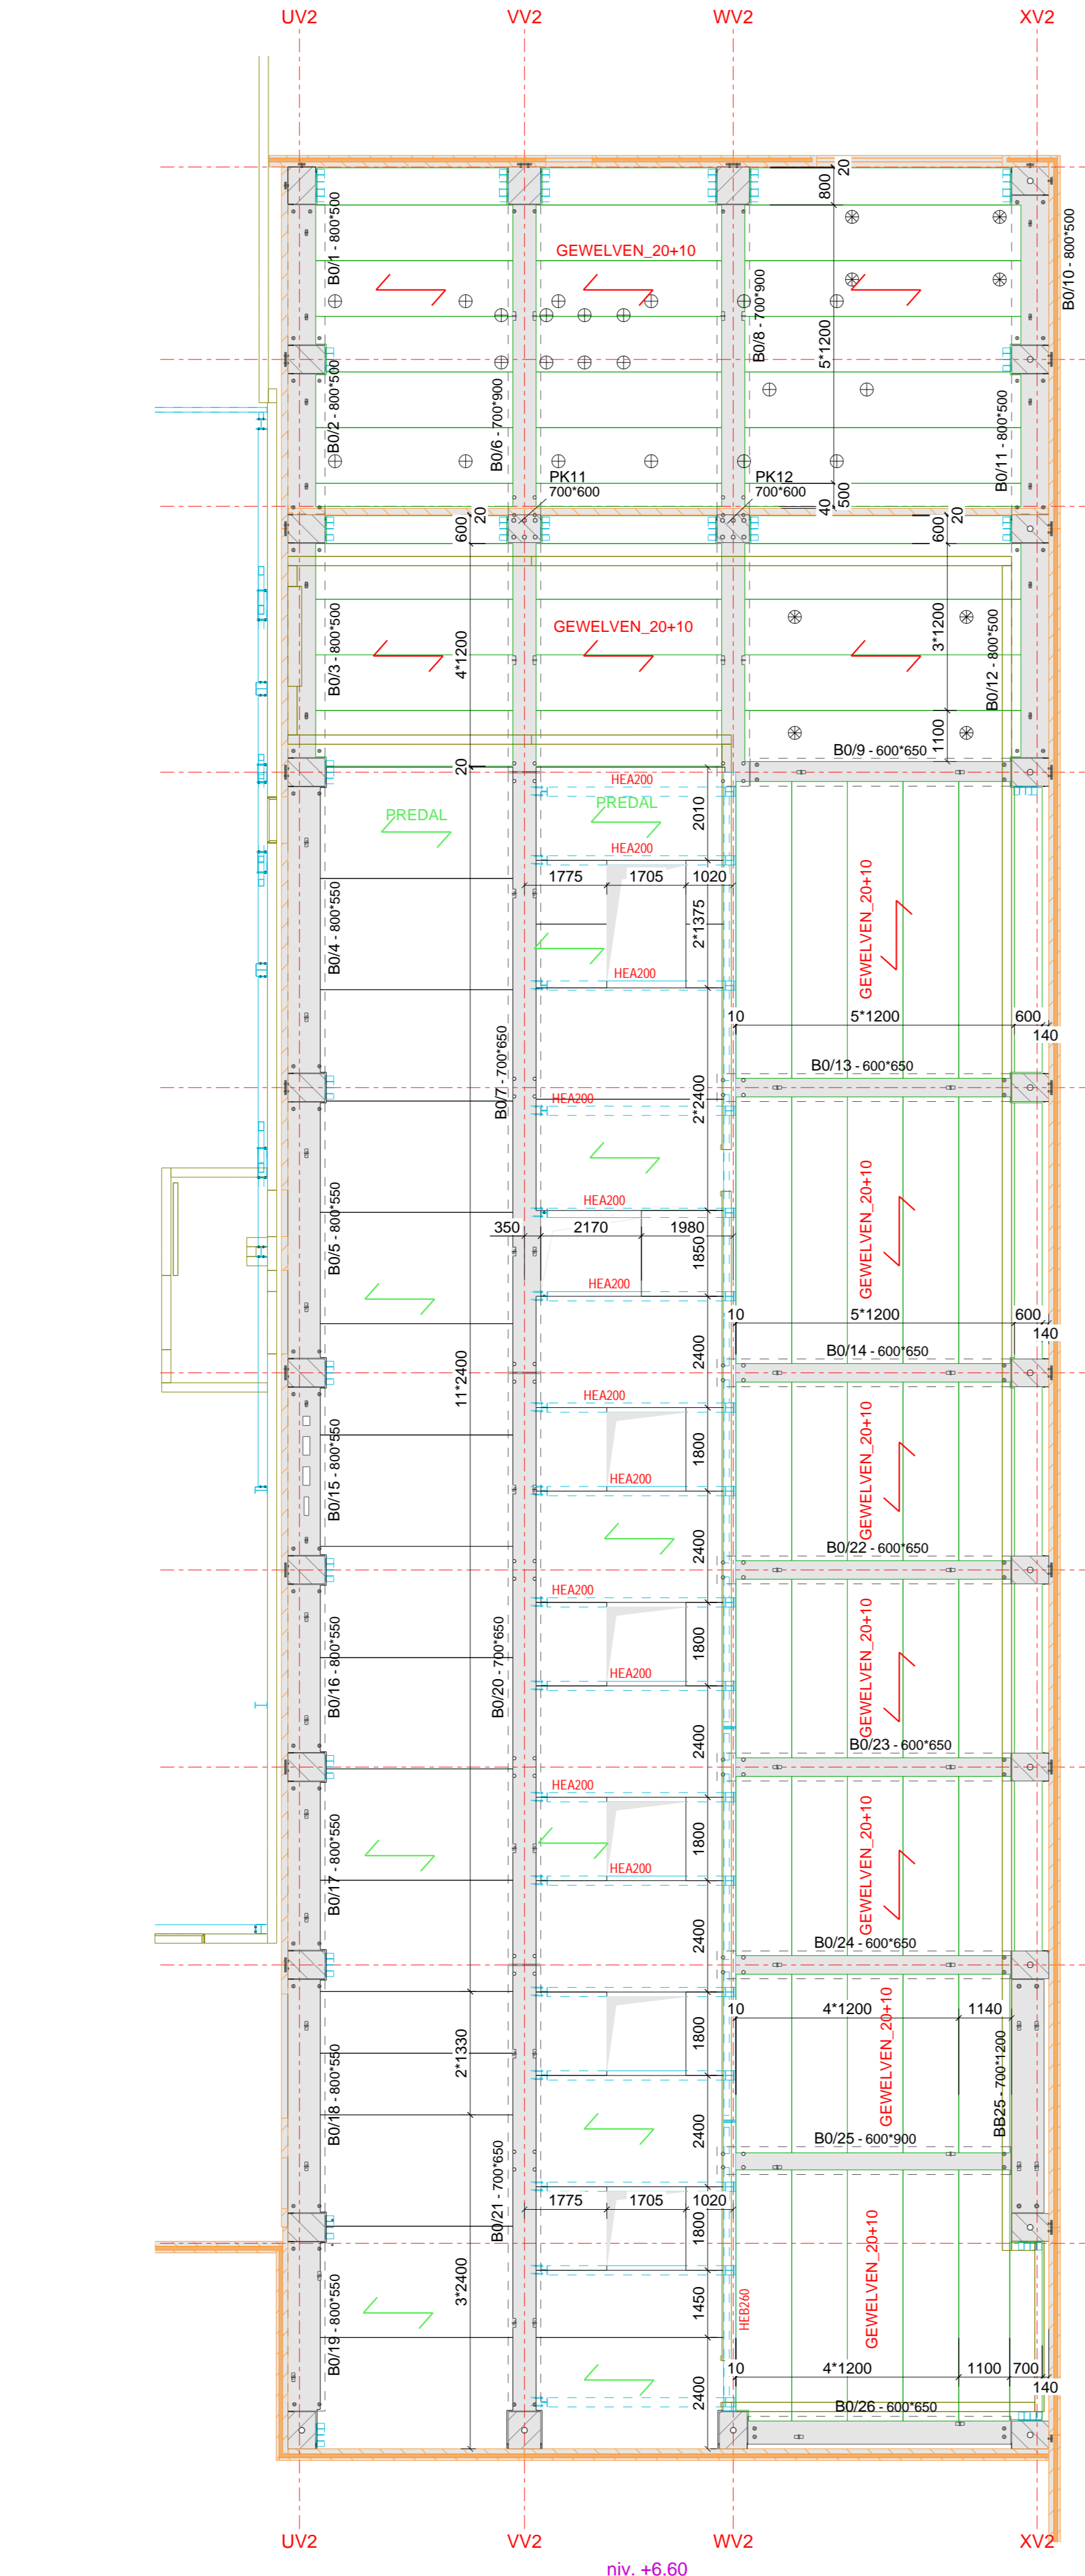 UV2
VV2
WV2
XV2
20
800
B0/1 - 800*500
GEWELVEN_20+10
B0/8 - 700*900
B0/10 - 800*500
5*1200
B0/2 - 800*500
B0/6 - 700*900
B0/11 - 800*500
PK11
700*600
PK12
700*600
500
40
20
600
20
600
B0/3 - 800*500
4*1200
GEWELVEN_20+10
3*1200
B0/12 - 800*500
1100
B0/9 - 600*650
20
HEA200
PREDAL
PREDAL
2010
HEA200
1775
1705
1020
GEWELVEN_20+10
B0/4 - 800*550
2*1375
HEA200
10
5*1200
600
140
B0/7 - 700*650
B0/13 - 600*650
HEA200
2*2400
HEA200
GEWELVEN_20+10
B0/5 - 800*550
350
2170
1980
1850
HEA200
10
5*1200
600
140
2400
B0/14 - 600*650
11*2400
HEA200
GEWELVEN_20+10
1800
B0/15 - 800*550
HEA200
2400
B0/22 - 600*650
HEA200
GEWELVEN_20+10
B0/16 - 800*550
B0/20 - 700*650
1800
HEA200
2400
B0/23 - 600*650
HEA200
GEWELVEN_20+10
B0/17 - 800*550
1800
HEA200
2400
B0/24 - 600*650
10
4*1200
1140
GEWELVEN_20+10
2*1330
1800
BB25 - 700*1200
B0/18 - 800*550
2400
B0/25 - 600*900
B0/21 - 700*650
1775
1705
1020
1800
GEWELVEN_20+10
3*2400
1450
HEB260
B0/19 - 800*550
10
4*1200
1100
700
140
2400
B0/26 - 600*650
UV2
VV2
WV2
XV2
niv. +6.60